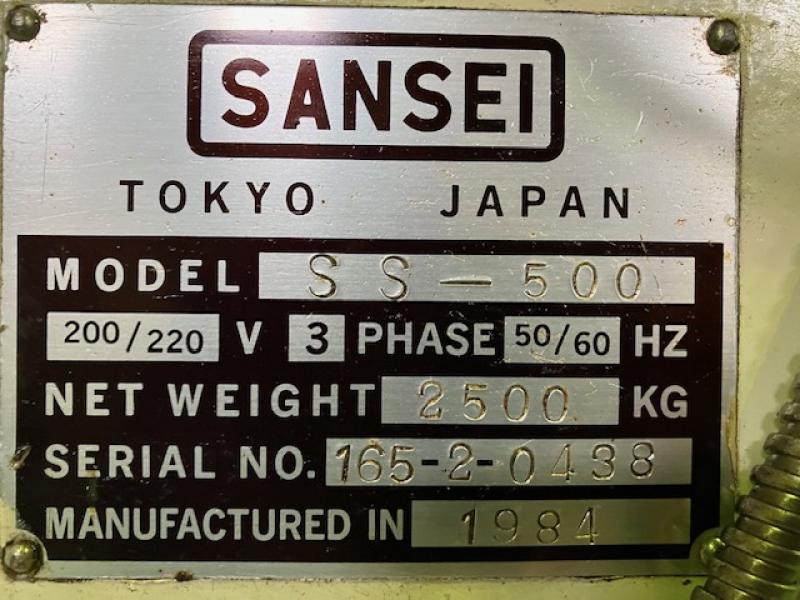 SANSEI
TOKYO JAPAN
MODEL SS-500
200/220 V 3 PHASE 50/60 HZ
NET WEIGHT 2500 KG
SERIAL NO. 165-2-0438
MANUFACTURED IN 1984